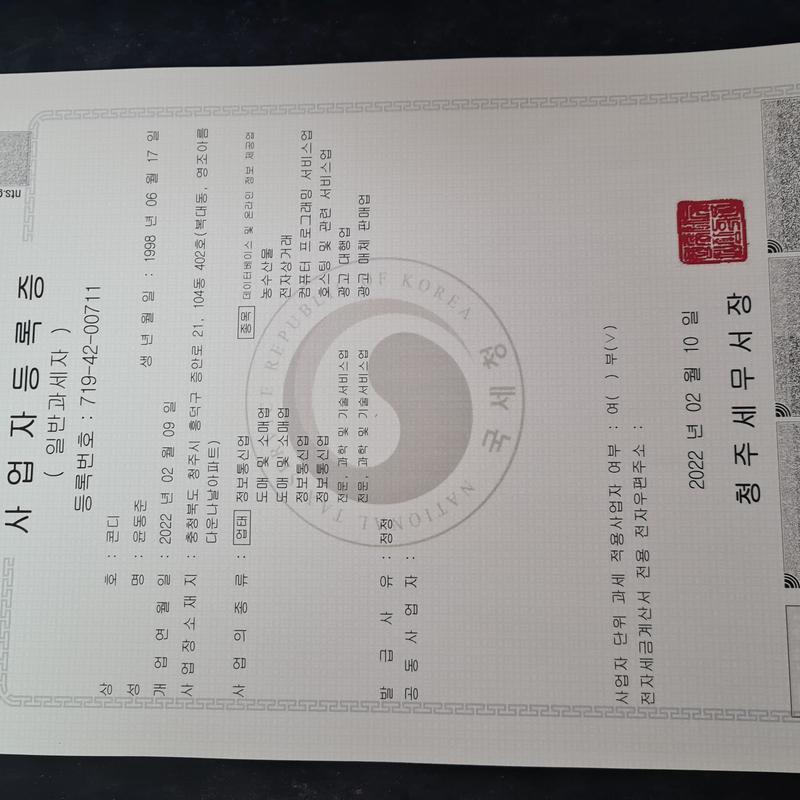 nts.g
사업자등록증
( 일반과세자 )
등록번호 : 719-42-00711
상 호 : 코디
성 명 : 윤동준 생 년 월 일 : 1998 년 06 월 17 일
개 업 연 월 일 : 2022 년 02 월 09 일
사 업 장 소 재 지 : 충청북도 청주시 흥덕구 증안로 21, 104동 402호(복대동, 영조아름
다운나날아파트)
사 업 의 종 류 : 업태 정보통신업 종목 데이터베이스 및 온라인 정보 제공업
도매 및 소매업 농수산물
도매 및 소매업 전자상거래
정보통신업 컴퓨터 프로그래밍 서비스업
정보통신업 호스팅 및 관련 서비스업
전문, 과학 및 기술서비스업 광고 대행업
전문, 과학 및 기술서비스업 광고 매체 판매업
발 급 사 유 : 정정
공 동 사 업 자 :
REPUBLIC OF KOREA
NATIONAL TAX
국세청
사업자 단위 과세 적용사업자 여부 : 여( ) 부(∨)
전자세금계산서 전용 전자우편주소 :
2022 년 02 월 10 일
청주세무서장